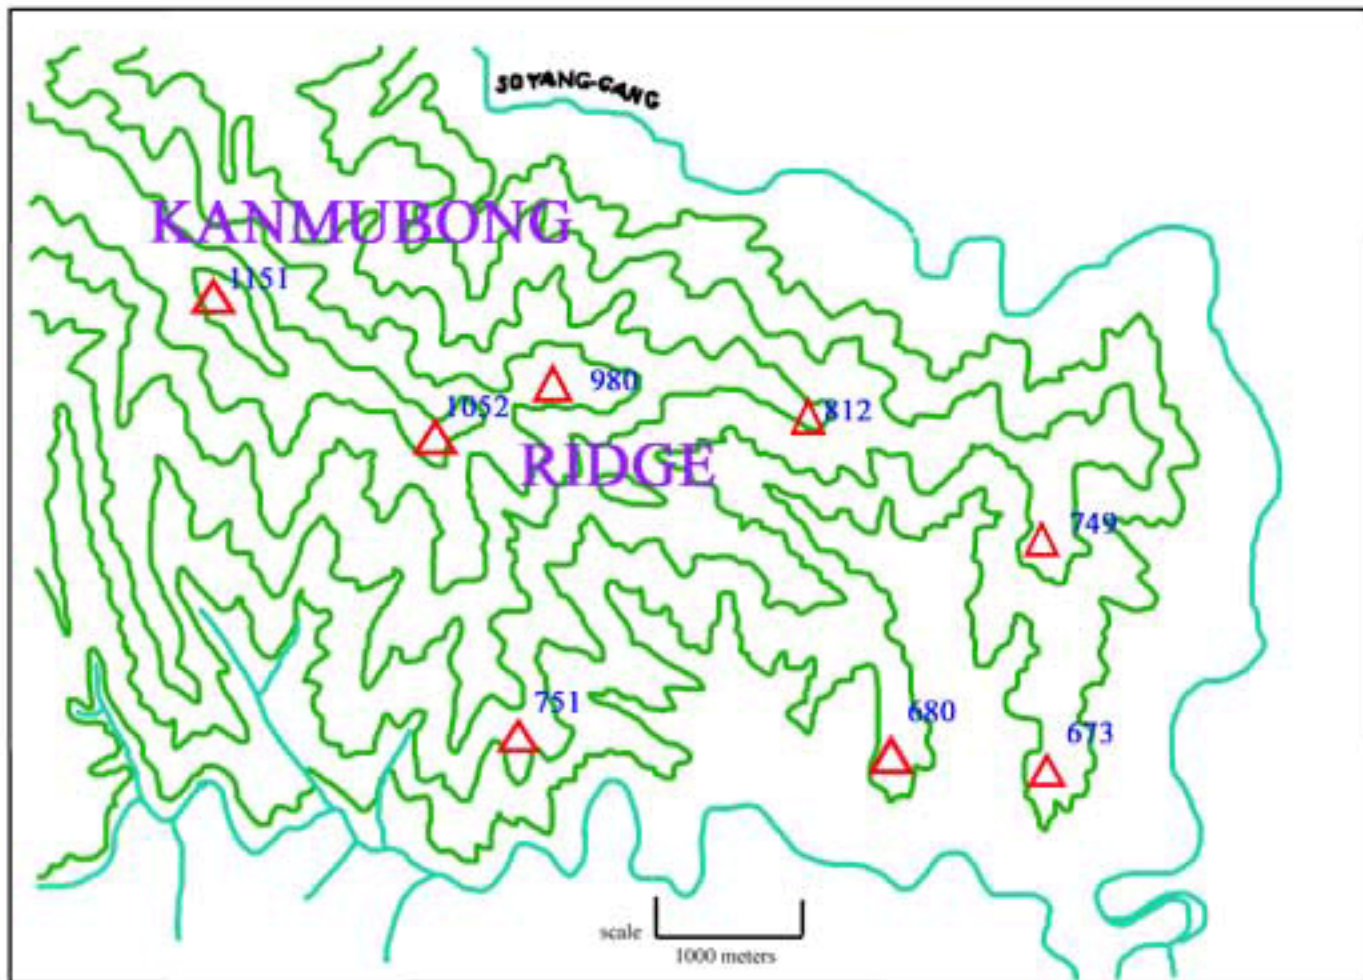 SOYANG-GANG
KANMUBONG
1151
980
1052
812
RIDGE
749
751
680
673
scale
1000 meters